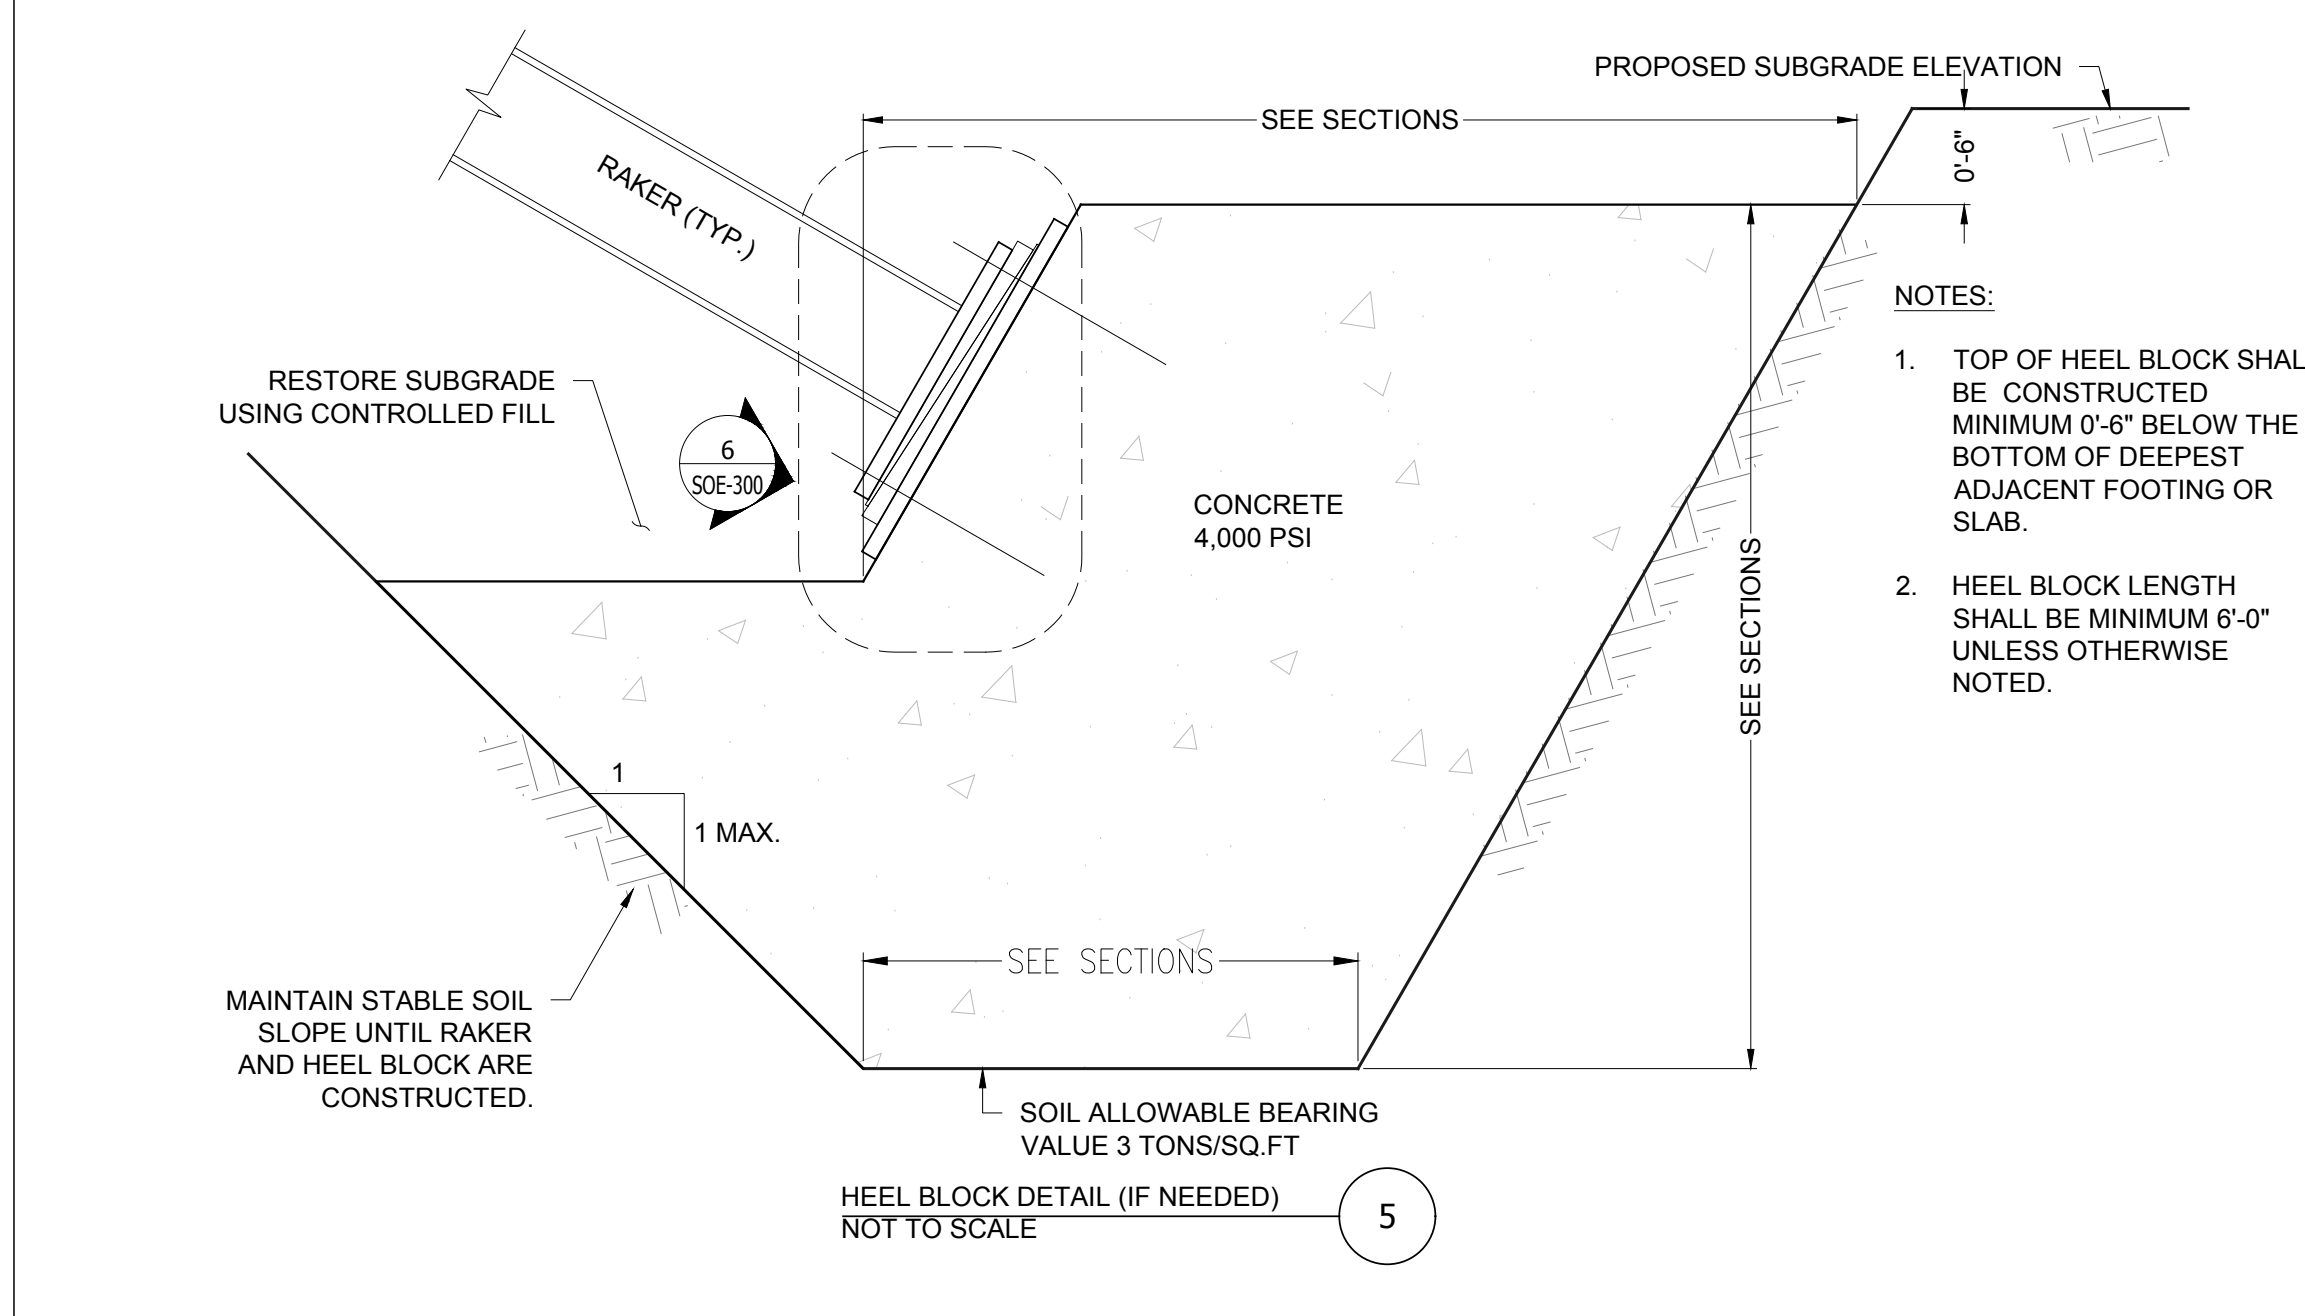 PROPOSED SUBGRADE ELEVATION
SEE SECTIONS
0'-6"
RAKER (TYP.)
NOTES:
1. TOP OF HEEL BLOCK SHAL
BE CONSTRUCTED
MINIMUM 0'-6" BELOW THE
BOTTOM OF DEEPEST
ADJACENT FOOTING OR
SLAB.
2. HEEL BLOCK LENGTH
SHALL BE MINIMUM 6'-0"
UNLESS OTHERWISE
NOTED.
RESTORE SUBGRADE
USING CONTROLLED FILL
6
SOE-300
CONCRETE
4,000 PSI
SEE SECTIONS
1
1 MAX.
SEE SECTIONS
MAINTAIN STABLE SOIL
SLOPE UNTIL RAKER
AND HEEL BLOCK ARE
CONSTRUCTED.
SOIL ALLOWABLE BEARING
VALUE 3 TONS/SQ.FT
HEEL BLOCK DETAIL (IF NEEDED)
NOT TO SCALE
5